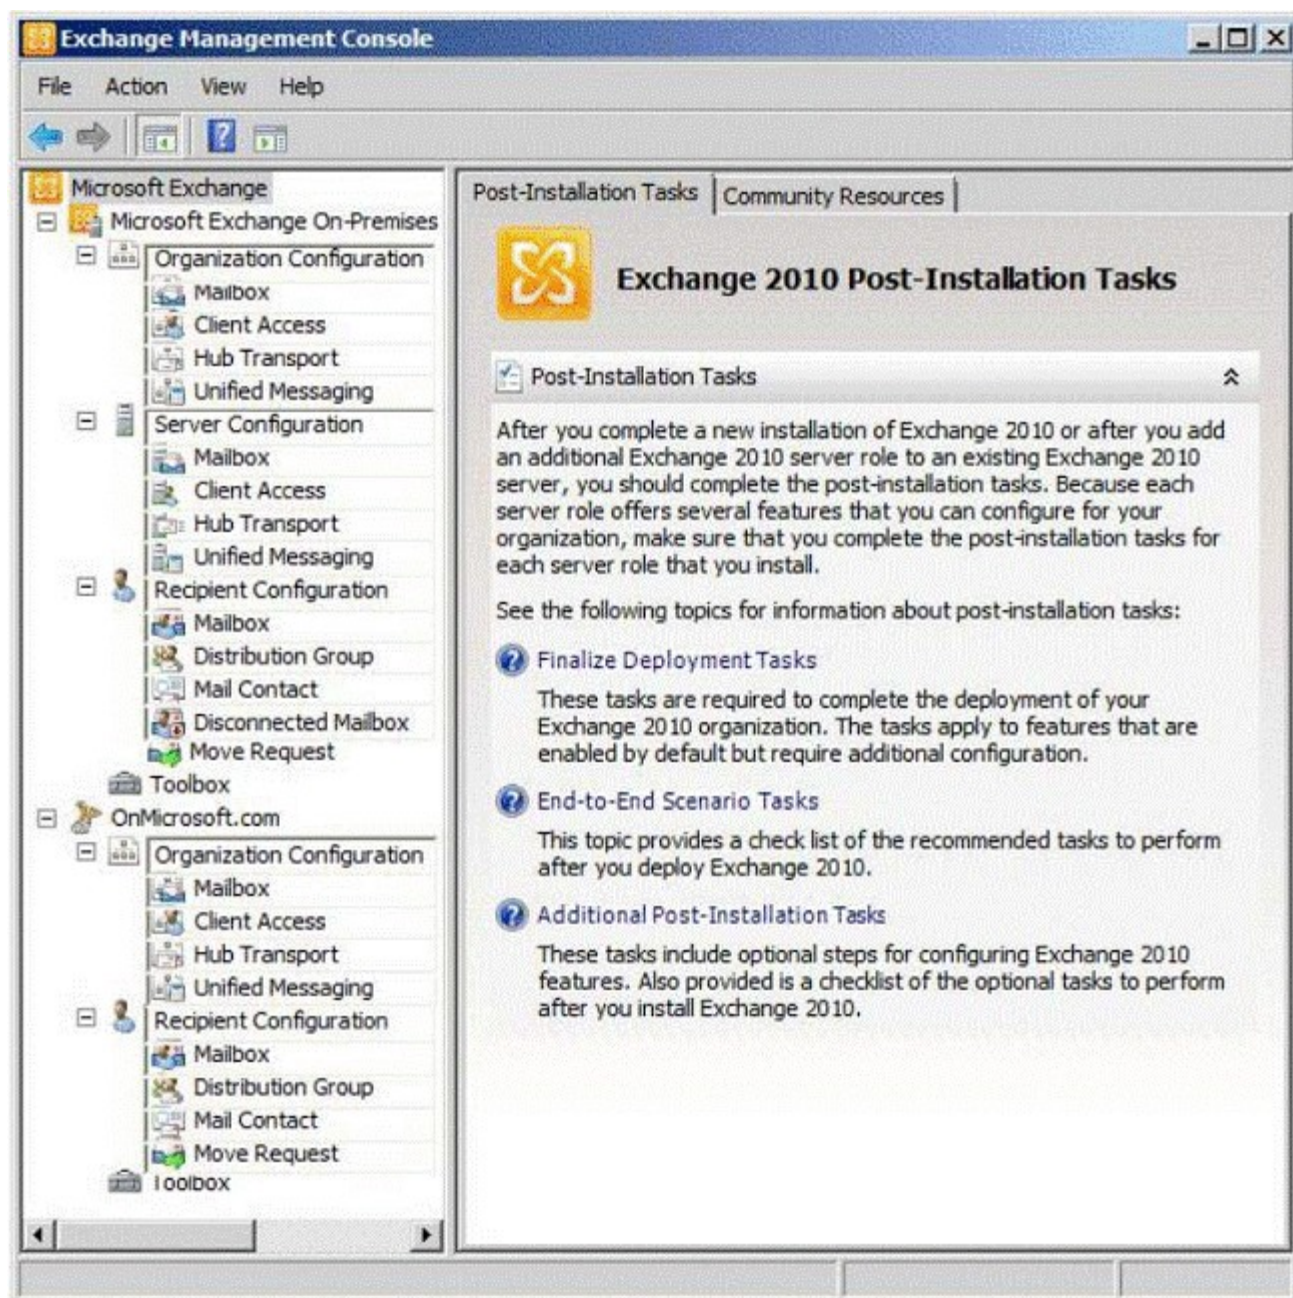 Exchange Management Console
File Action View Help
Microsoft Exchange
Microsoft Exchange On-Premises
Organization Configuration
Mailbox
Client Access
Hub Transport
Unified Messaging
Server Configuration
Mailbox
Client Access
Hub Transport
Unified Messaging
Recipient Configuration
Mailbox
Distribution Group
Mail Contact
Disconnected Mailbox
Move Request
Toolbox
OnMicrosoft.com
Organization Configuration
Mailbox
Client Access
Hub Transport
Unified Messaging
Recipient Configuration
Mailbox
Distribution Group
Mail Contact
Move Request
Toolbox
Post-Installation Tasks Community Resources
Exchange 2010 Post-Installation Tasks
Post-Installation Tasks
After you complete a new installation of Exchange 2010 or after you add
an additional Exchange 2010 server role to an existing Exchange 2010
server, you should complete the post-installation tasks. Because each
server role offers several features that you can configure for your
organization, make sure that you complete the post-installation tasks for
each server role that you install.
See the following topics for information about post-installation tasks:
Finalize Deployment Tasks
These tasks are required to complete the deployment of your
Exchange 2010 organization. The tasks apply to features that are
enabled by default but require additional configuration.
End-to-End Scenario Tasks
This topic provides a check list of the recommended tasks to perform
after you deploy Exchange 2010.
Additional Post-Installation Tasks
These tasks include optional steps for configuring Exchange 2010
features. Also provided is a checklist of the optional tasks to perform
after you install Exchange 2010.